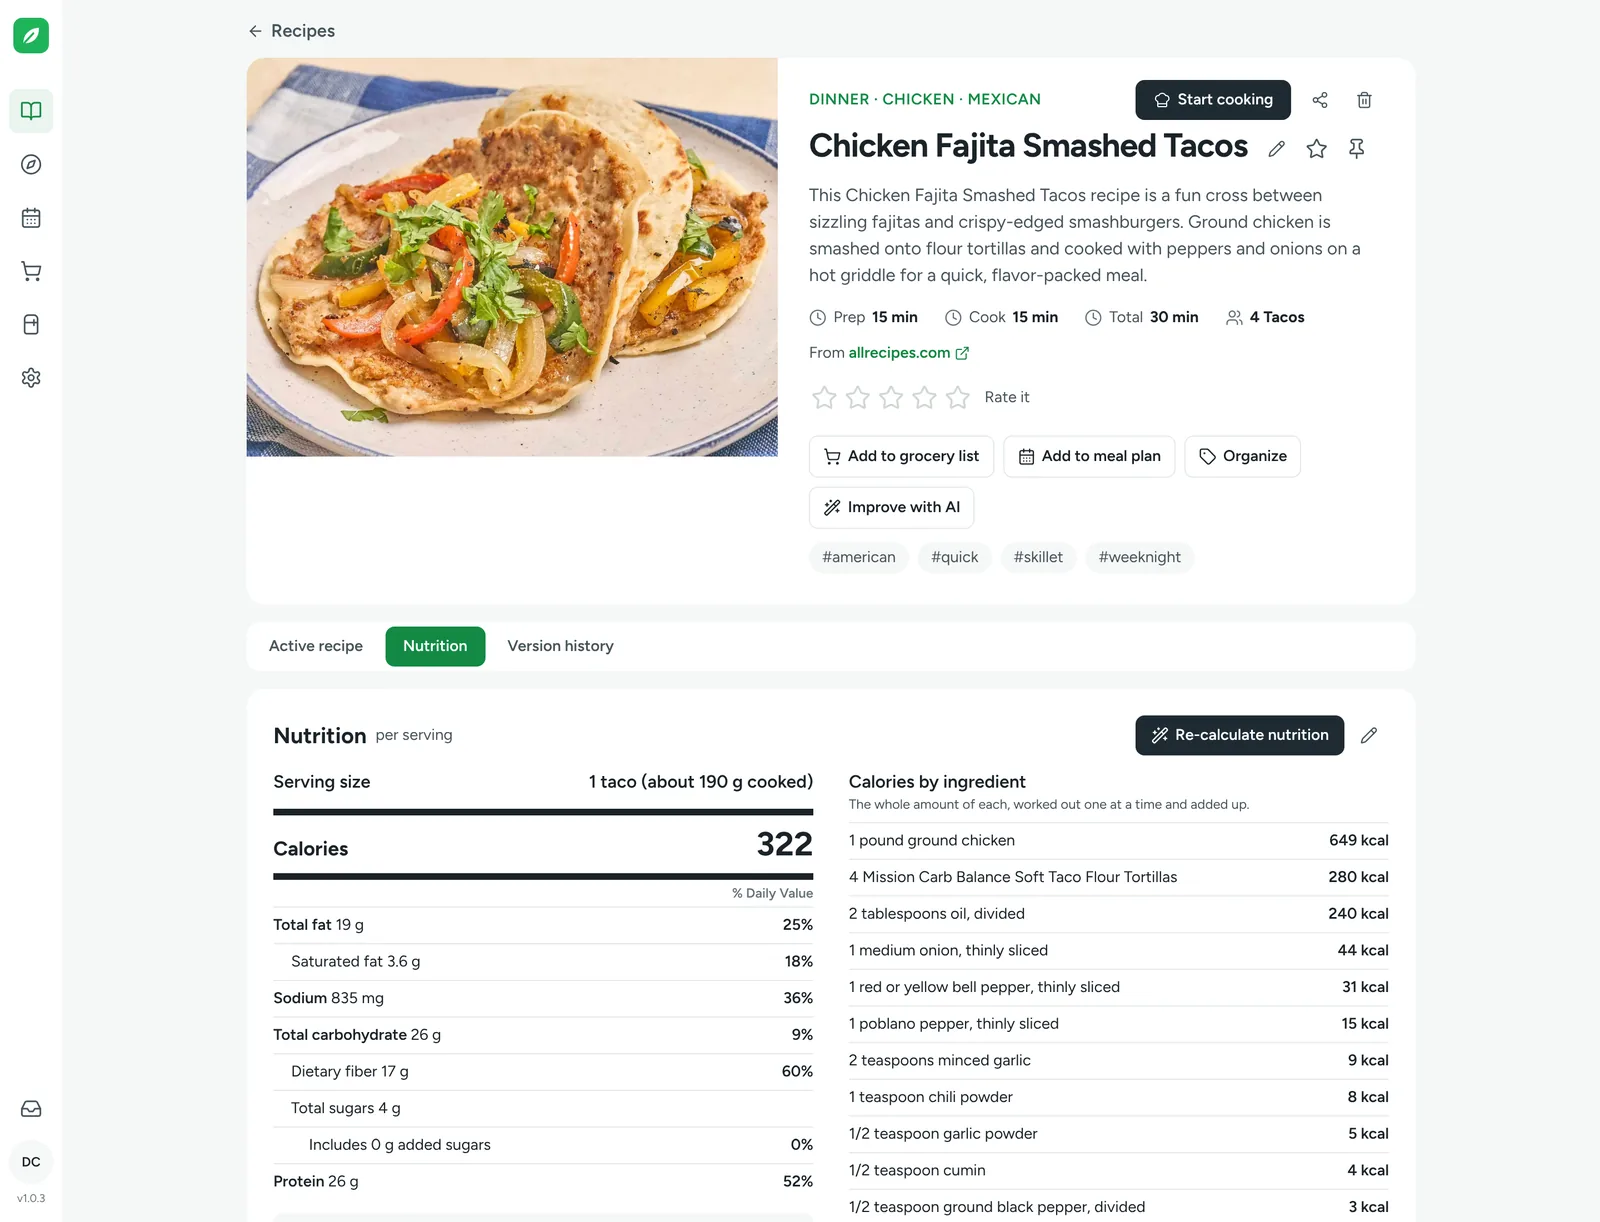 Recipes
DINNER · CHICKEN · MEXICAN
Start cooking
Chicken Fajita Smashed Tacos
This Chicken Fajita Smashed Tacos recipe is a fun cross between
sizzling fajitas and crispy-edged smashburgers. Ground chicken is
smashed onto flour tortillas and cooked with peppers and onions on a
hot griddle for a quick, flavor-packed meal.
Prep 15 min Cook 15 min Total 30 min 4 Tacos
From allrecipes.com
Rate it
Add to grocery list Add to meal plan Organize
Improve with AI
#american #quick #skillet #weeknight
Active recipe Nutrition Version history
Nutrition per serving
Re-calculate nutrition
Serving size 1 taco (about 190 g cooked)
Calories 322
% Daily Value
Total fat 19 g 25%
Saturated fat 3.6 g 18%
Sodium 835 mg 36%
Total carbohydrate 26 g 9%
Dietary fiber 17 g 60%
Total sugars 4 g
Includes 0 g added sugars 0%
Protein 26 g 52%
Calories by ingredient
The whole amount of each, worked out one at a time and added up.
1 pound ground chicken 649 kcal
4 Mission Carb Balance Soft Taco Flour Tortillas 280 kcal
2 tablespoons oil, divided 240 kcal
1 medium onion, thinly sliced 44 kcal
1 red or yellow bell pepper, thinly sliced 31 kcal
1 poblano pepper, thinly sliced 15 kcal
2 teaspoons minced garlic 9 kcal
1 teaspoon chili powder 8 kcal
1/2 teaspoon garlic powder 5 kcal
1/2 teaspoon cumin 4 kcal
1/2 teaspoon ground black pepper, divided 3 kcal
DC
v1.0.3